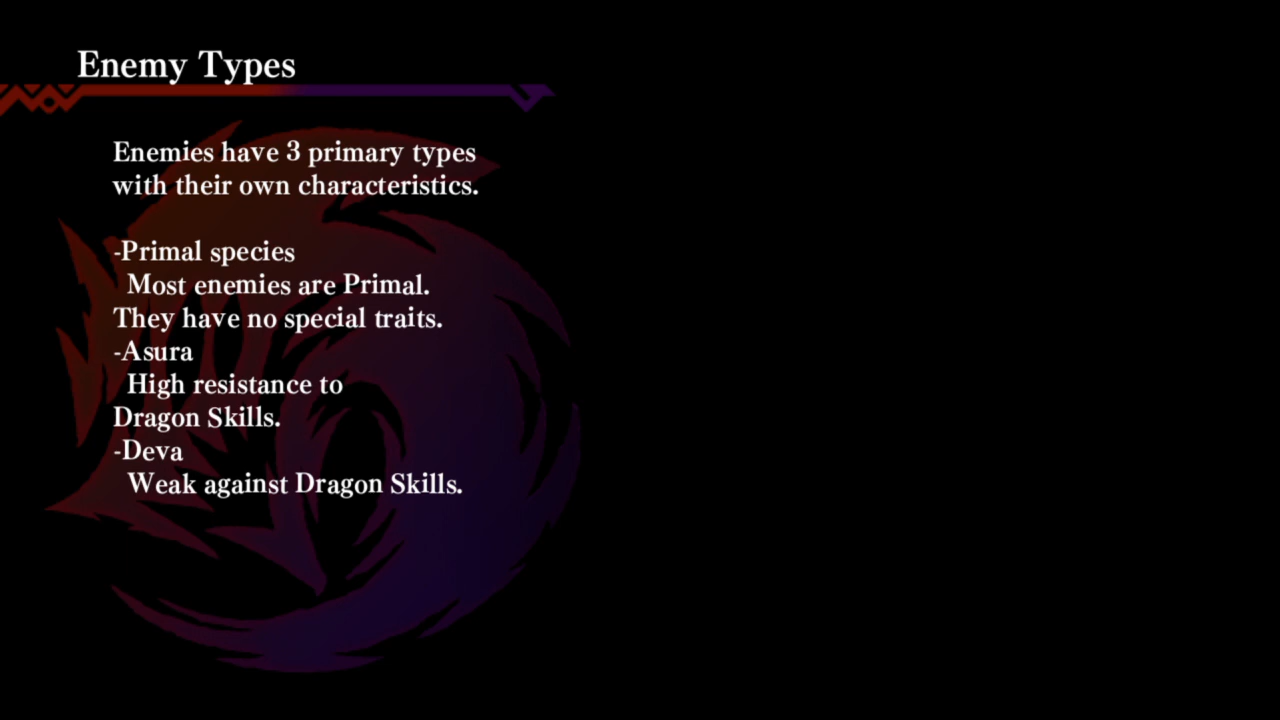 Enemy Types
Enemies have 3 primary types
with their own characteristics.
-Primal species
Most enemies are Primal.
They have no special traits.
-Asura
High resistance to
Dragon Skills.
-Deva
Weak against Dragon Skills.